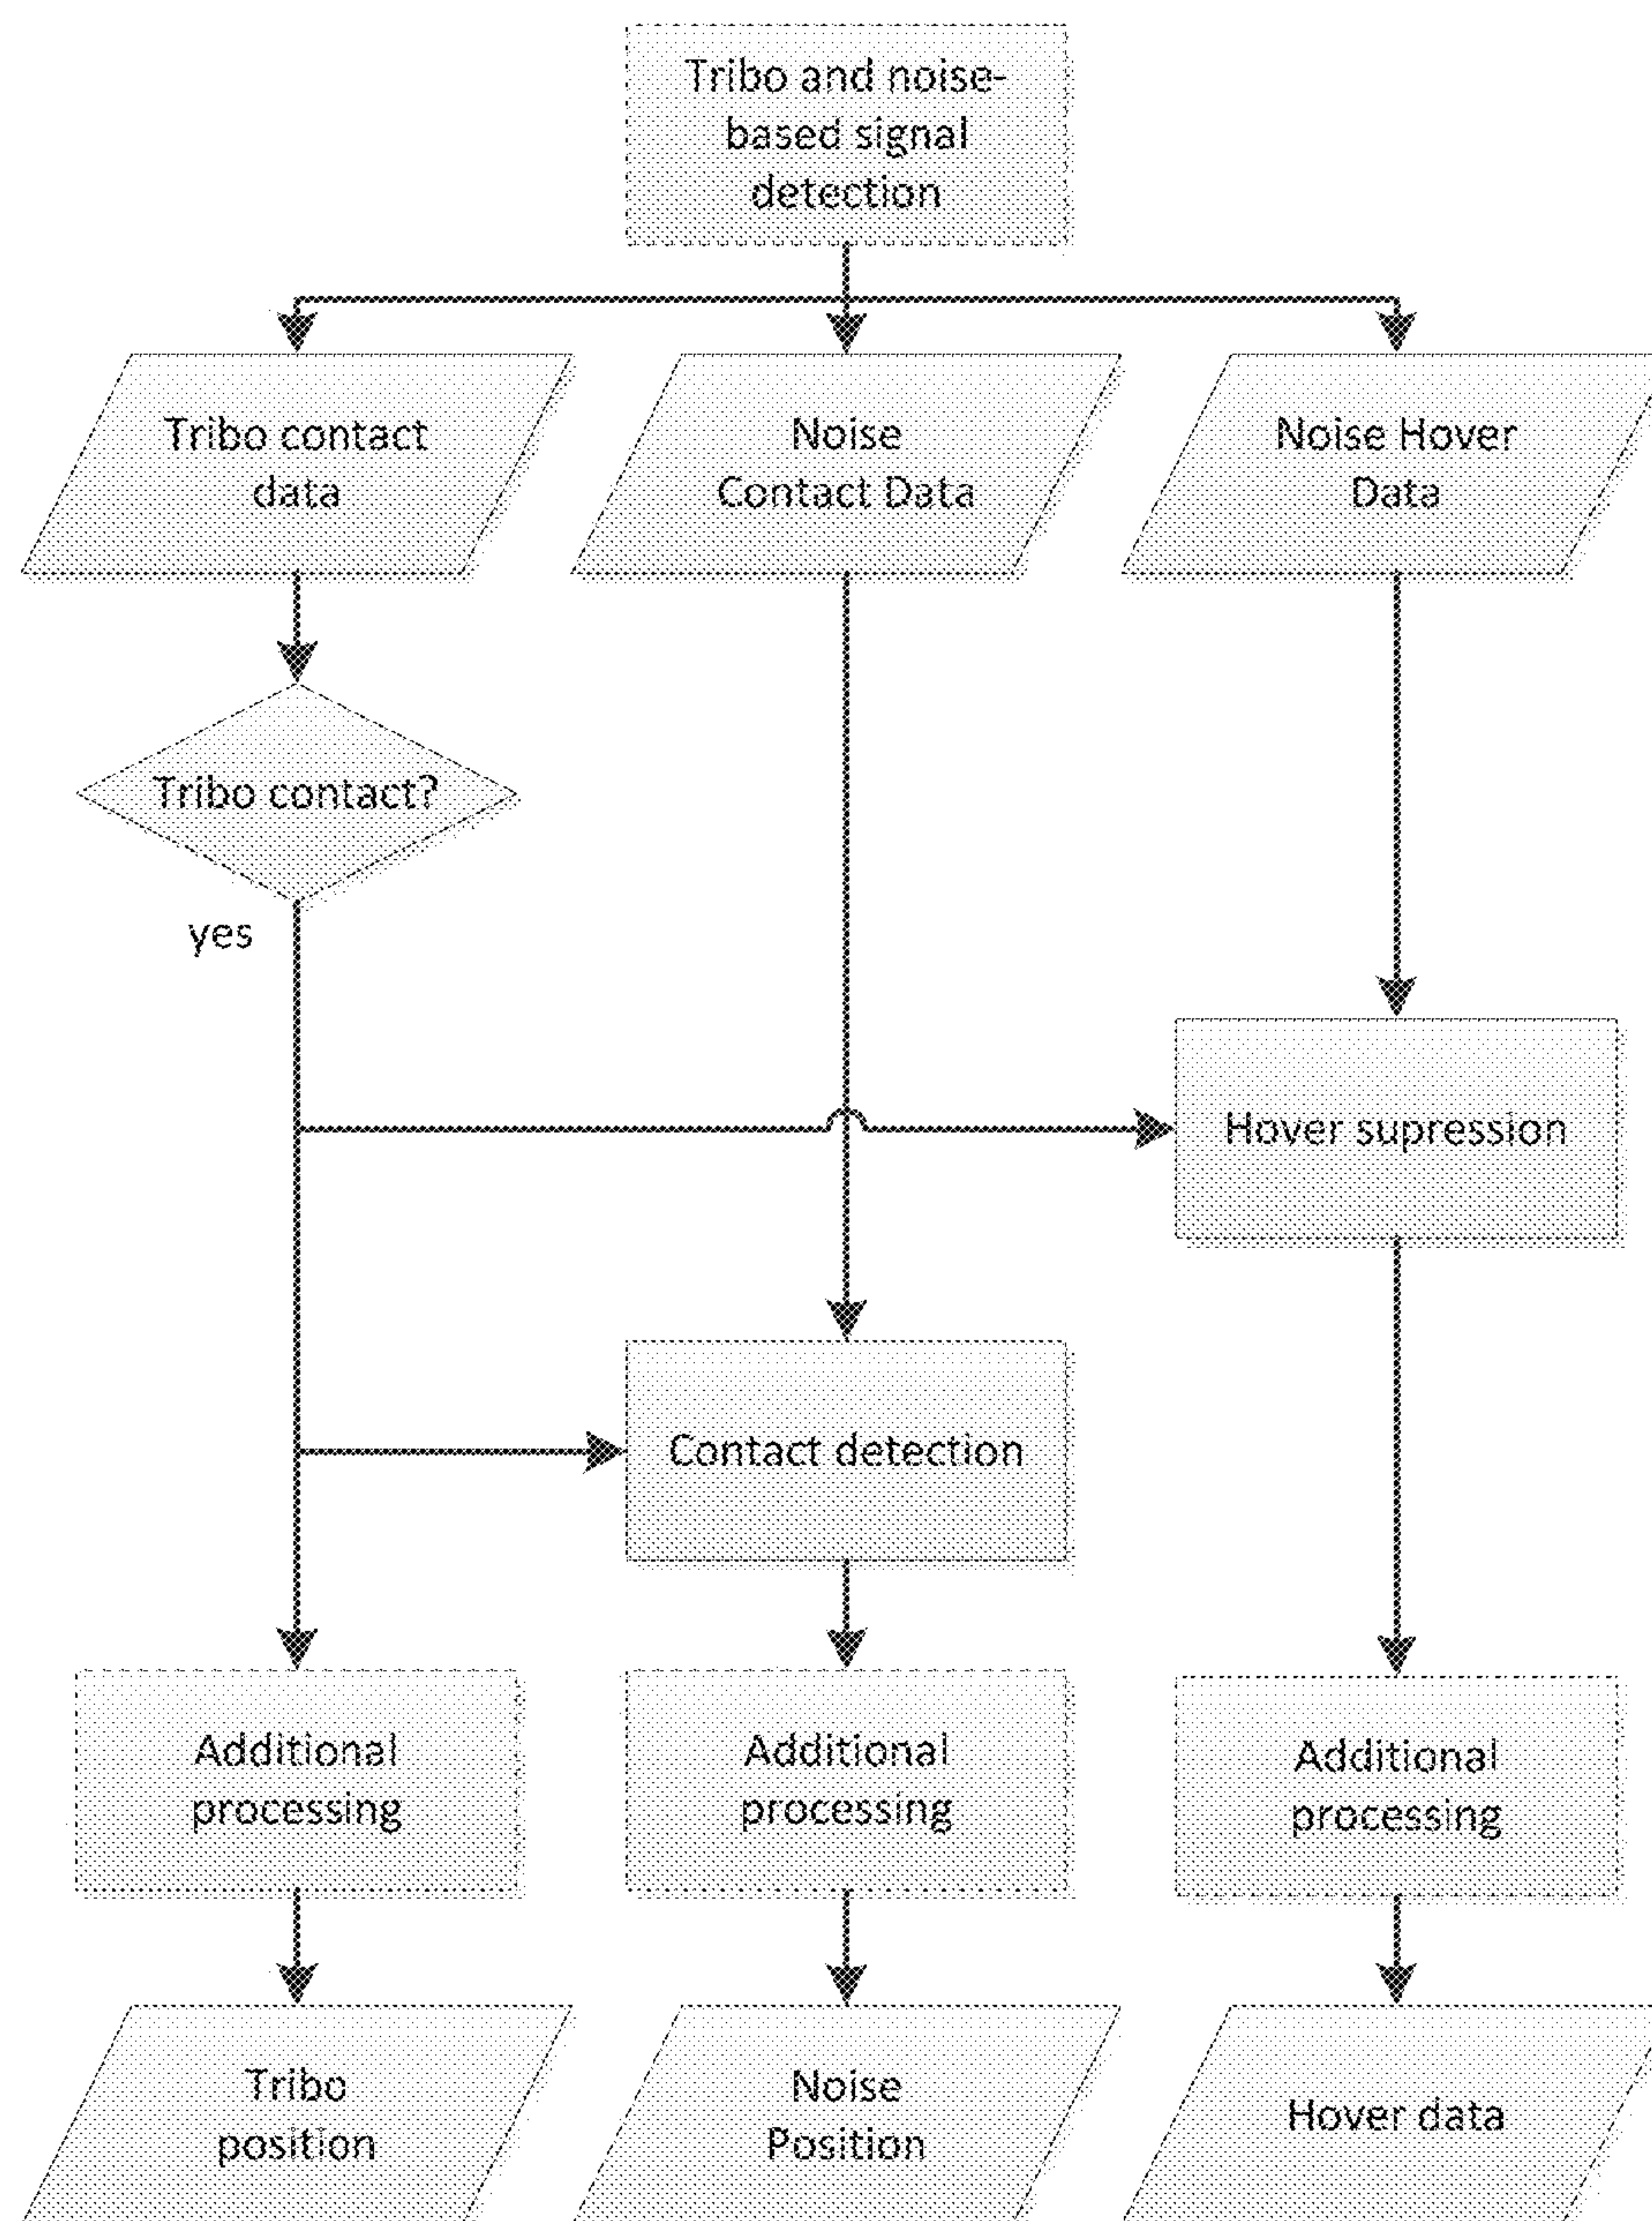 Tribo and noise-
based signal
detection
Tribo contact
data
Noise
Contact Data
Noise Hover
Data
Tribo contact?
yes
Hover supression
Contact detection
Additional
processing
Additional
processing
Additional
processing
Tribo
position
Noise
Position
Hover data